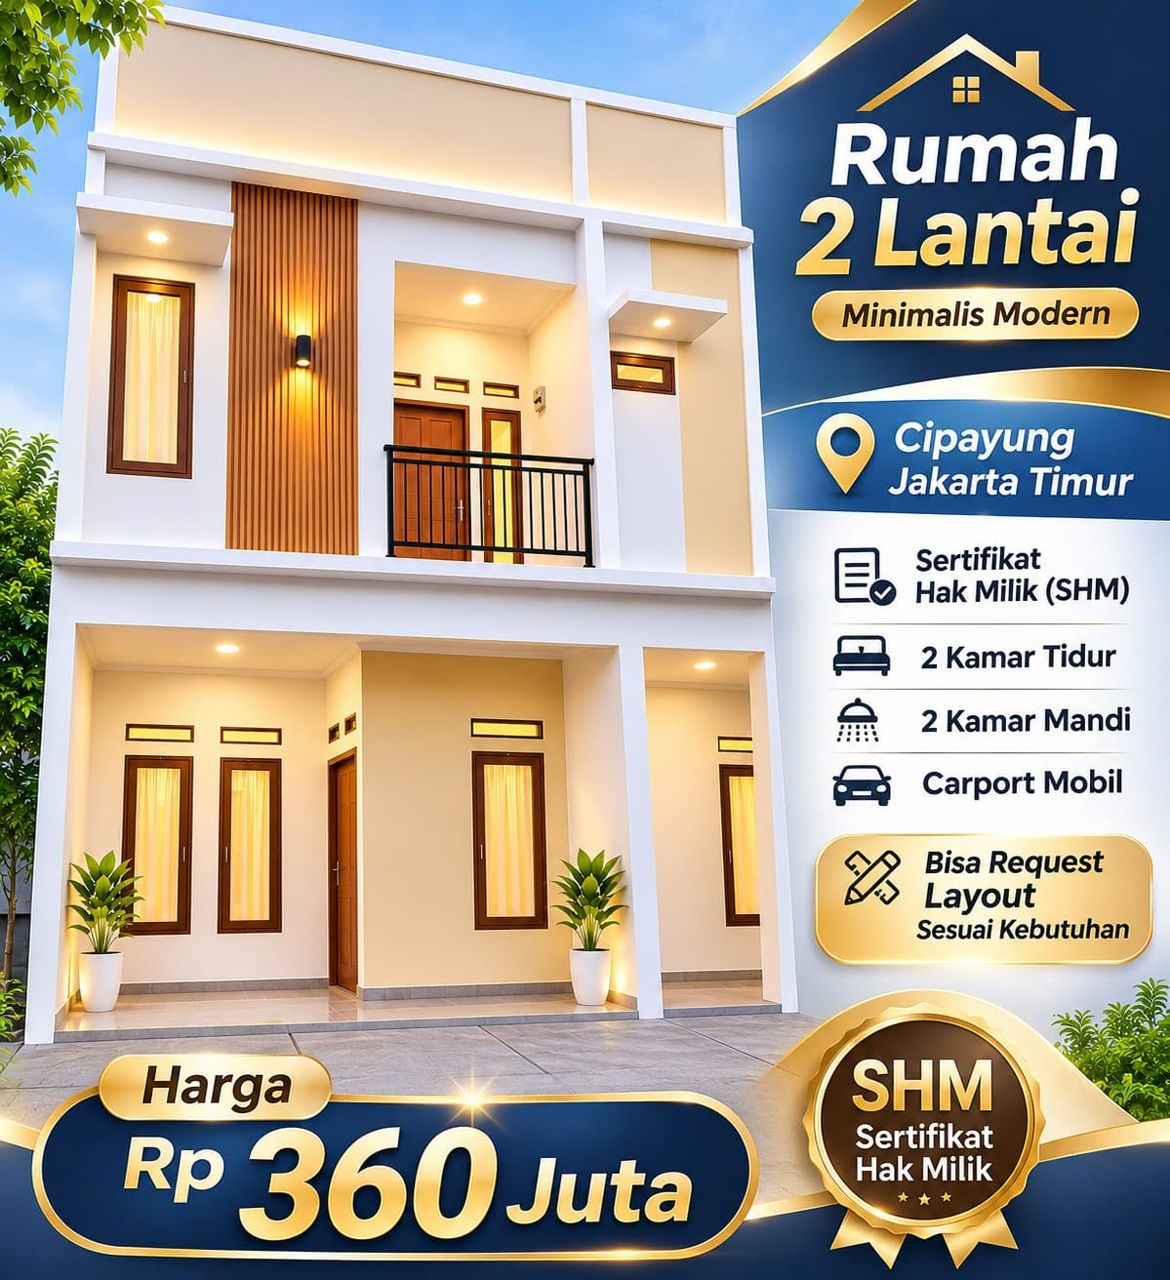 Rumah
2 Lantai
Minimalis Modern
Cipayung
Jakarta Timur
Sertifikat
Hak Milik (SHM)
2 Kamar Tidur
2 Kamar Mandi
Carport Mobil
Bisa Request
Layout
Sesuai Kebutuhan
Harga
Rp 360 Juta
SHM
Sertifikat
Hak Milik